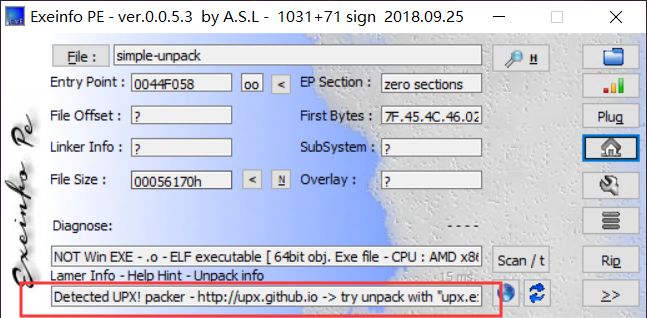 Exeinfo PE - ver.0.0.5.3 by A.S.L - 1031+71 sign 2018.09.25
File : simple-unpack H
Entry Point : 0044F058 oo < EP Section : zero sections
File Offset : ? First Bytes : 7F.45.4C.46.02 Plug
Linker Info : ? SubSystem : ?
File Size : 00056170h < N Overlay : ?
Exeinfo Pe
Diagnose: ----
NOT Win EXE - .o - ELF executable [ 64bit obj. Exe file - CPU : AMD x86 Scan / t Rip
Lamer Info - Help Hint - Unpack info 15 ms.
Detected UPX! packer - http://upx.github.io -> try unpack with "upx.e >>